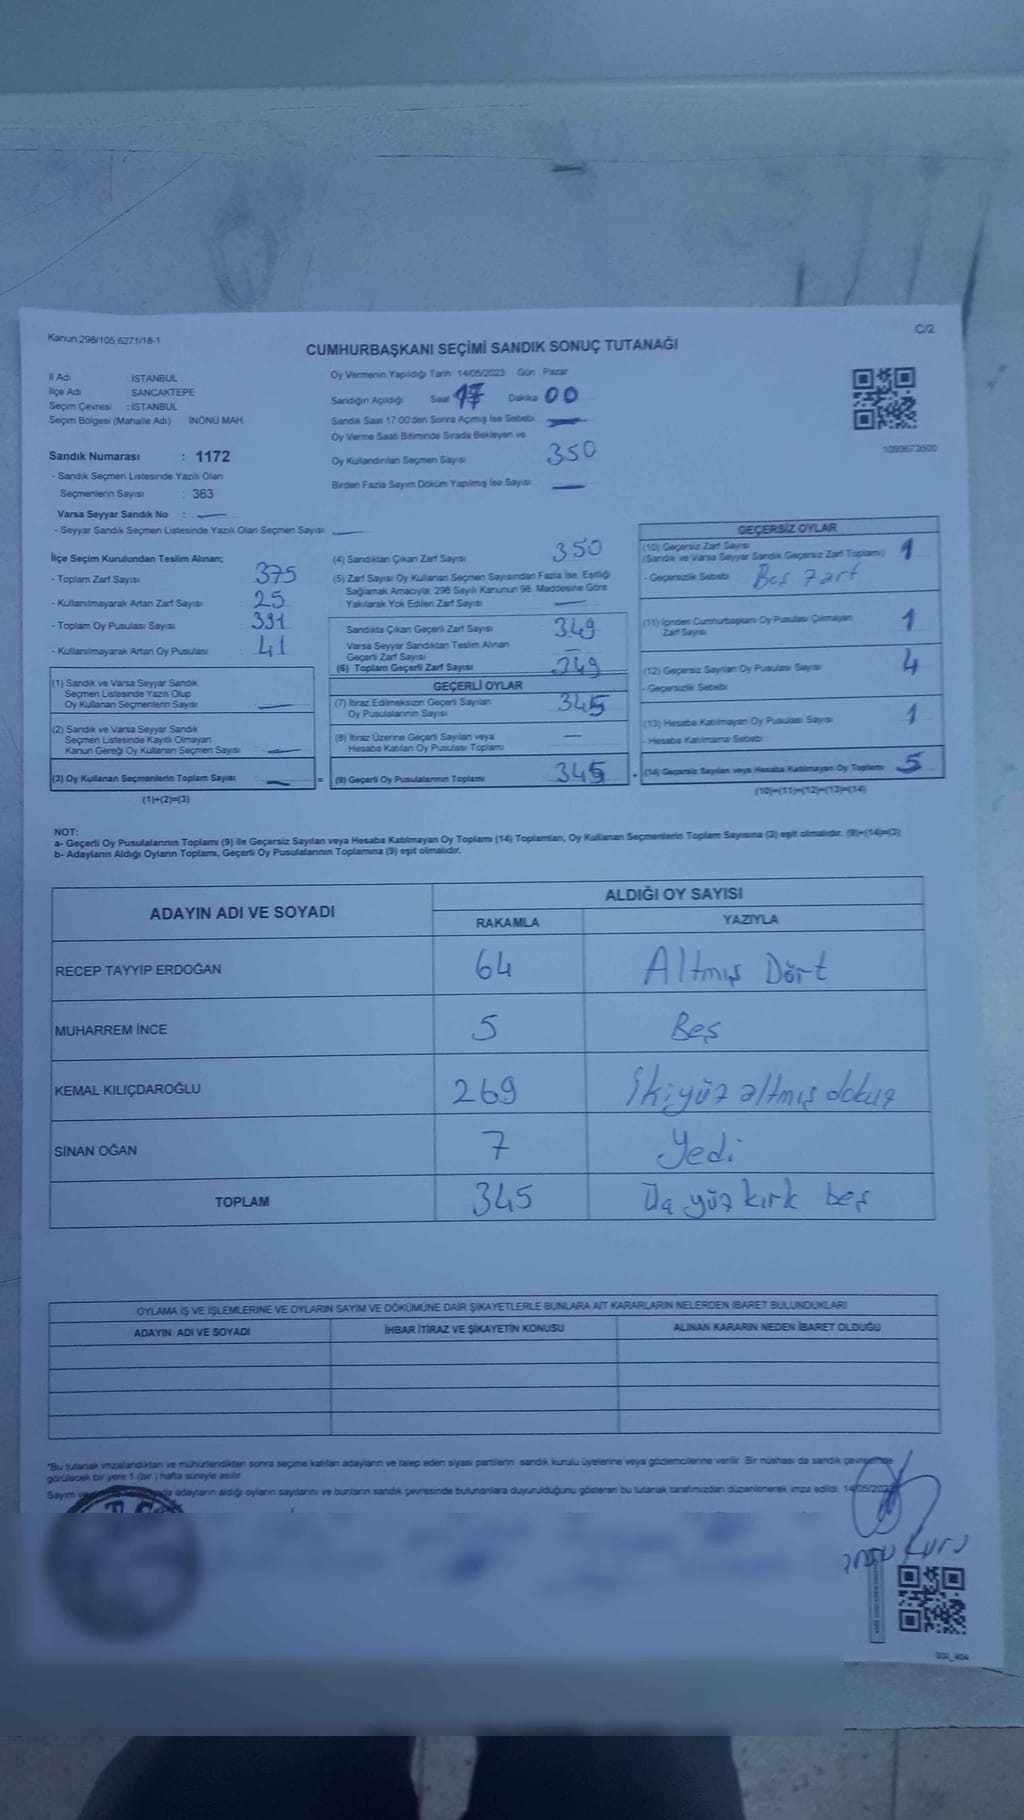 Kanun:298/105,6271/18-1
C/2
CUMHURBAŞKANI SEÇİMİ SANDIK SONUÇ TUTANAĞI
İl Adı İSTANBUL
İlçe Adı SANCAKTEPE
Seçim Çevresi : İSTANBUL
Seçim Bölgesi (Mahalle Adı) İNÖNÜ MAH
Sandık Numarası : 1172
- Sandık Seçmen Listesinde Yazılı Olan
Seçmenlerin Sayısı : 363
Varsa Seyyar Sandık No :
- Seyyar Sandık Seçmen Listesinde Yazılı Olan Seçmen Sayısı
Oy Vermenin Yapıldığı Tarih 14/05/2023 Gün Pazar
Sandığın Açıldığı Saat 17 Dakika 00
Sandık Saat 17.00'den Sonra Açımış İse Sebebi
Oy Verme Saati Bitiminde Sırada Bekleyen ve
Oy Kullandırılan Seçmen Sayısı 350
Birden Fazla Sayım Döküm Yapılmış İse Sayısı
1090673500
İlçe Seçim Kurulundan Teslim Alınan;
- Toplam Zarf Sayısı 375
- Kullanılmayarak Artan Zarf Sayısı 25
- Toplam Oy Pusulası Sayısı 391
- Kullanılmayarak Artan Oy Pusulası 41
(1) Sandık ve Varsa Seyyar Sandık
Seçmen Listesinde Yazılı Olup
Oy Kullanan Seçmenlerin Sayısı
(2) Sandık ve Varsa Seyyar Sandık
Seçmen Listesinde Kayıtlı Olmayan
Kanun Gereği Oy Kullanan Seçmen Sayısı
(3) Oy Kullanan Seçmenlerin Toplam Sayısı =
(1)+(2)=(3)
(4) Sandıktan Çıkan Zarf Sayısı 350
(5) Zarf Sayısı Oy Kullanan Seçmen Sayısından Fazla İse, Eşitliği
Sağlamak Amacıyla; 298 Sayılı Kanunun 98. Maddesine Göre
Yakılarak Yok Edilen Zarf Sayısı
Sandıkta Çıkan Geçerli Zarf Sayısı 349
Varsa Seyyar Sandıktan Teslim Alınan
Geçerli Zarf Sayısı
(6) Toplam Geçerli Zarf Sayısı 349
GEÇERLİ OYLAR
(7) İtiraz Edilmeksizin Geçerli Sayılan
Oy Pusulalarının Sayısı 345
(8) İtiraz Üzerine Geçerli Sayılan veya
Hesaba Katılan Oy Pusulası Toplamı
(9) Geçerli Oy Pusulalarının Toplamı 345 +
GEÇERSİZ OYLAR
(10) Geçersiz Zarf Sayısı
(Sandık ve Varsa Seyyar Sandık Geçersiz Zarf Toplamı) 1
- Geçersizlik Sebebi Boş Zarf
(11) İçinden Cumhurbaşkanı Oy Pusulası Çıkmayan
Zarf Sayısı 1
(12) Geçersiz Sayılan Oy Pusulası Sayısı 4
- Geçersizlik Sebebi
(13) Hesaba Katılmayan Oy Pusulası Sayısı 1
- Hesaba Katılmama Sebebi
(14) Geçersiz Sayılan veya Hesaba Katılmayan Oy Toplamı 5
(10)+(11)+(12)+(13)=(14)
NOT:
a- Geçerli Oy Pusulalarının Toplamı (9) ile Geçersiz Sayılan veya Hesaba Katılmayan Oy Toplamı (14) Toplamları, Oy Kullanan Seçmenlerin Toplam Sayısına (3) eşit olmalıdır. (9)+(14)=(3)
b- Adayların Aldığı Oyların Toplamı, Geçerli Oy Pusulalarının Toplamına (9) eşit olmalıdır.
ADAYIN ADI VE SOYADI ALDIĞI OY SAYISI
RAKAMLA YAZIYLA
RECEP TAYYİP ERDOĞAN 64 Altmış Dört
MUHARREM İNCE 5 Beş
KEMAL KILIÇDAROĞLU 269 İkiyüz altmış dokuz
SİNAN OĞAN 7 Yedi
TOPLAM 345 Üç yüz kırk beş
OYLAMA İŞ VE İŞLEMLERİNE VE OYLARIN SAYIM VE DÖKÜMÜNE DAİR ŞİKAYETLERLE BUNLARA AİT KARARLARIN NELERDEN İBARET BULUNDUKLARI
ADAYIN ADI VE SOYADI İHBAR İTİRAZ VE ŞİKAYETİN KONUSU ALINAN KARARIN NEDEN İBARET OLDUĞU
*Bu tutanak imzalandıktan ve mühürlendikten sonra seçime katılan adayların ve talep eden siyasi partilerin sandık kurulu üyelerine veya gözlemcilerine verilir. Bir nüshası da sandık çevresinde
görülecek bir yere 1 (bir) hafta süreyle asılır.
Sayım adayların aldığı oyların sayılarını ve bunların sandık çevresinde bulunanlara duyurulduğunu gösteren bu tutanak tarafımızdan düzenlenerek imza edildi. 14/05/2023